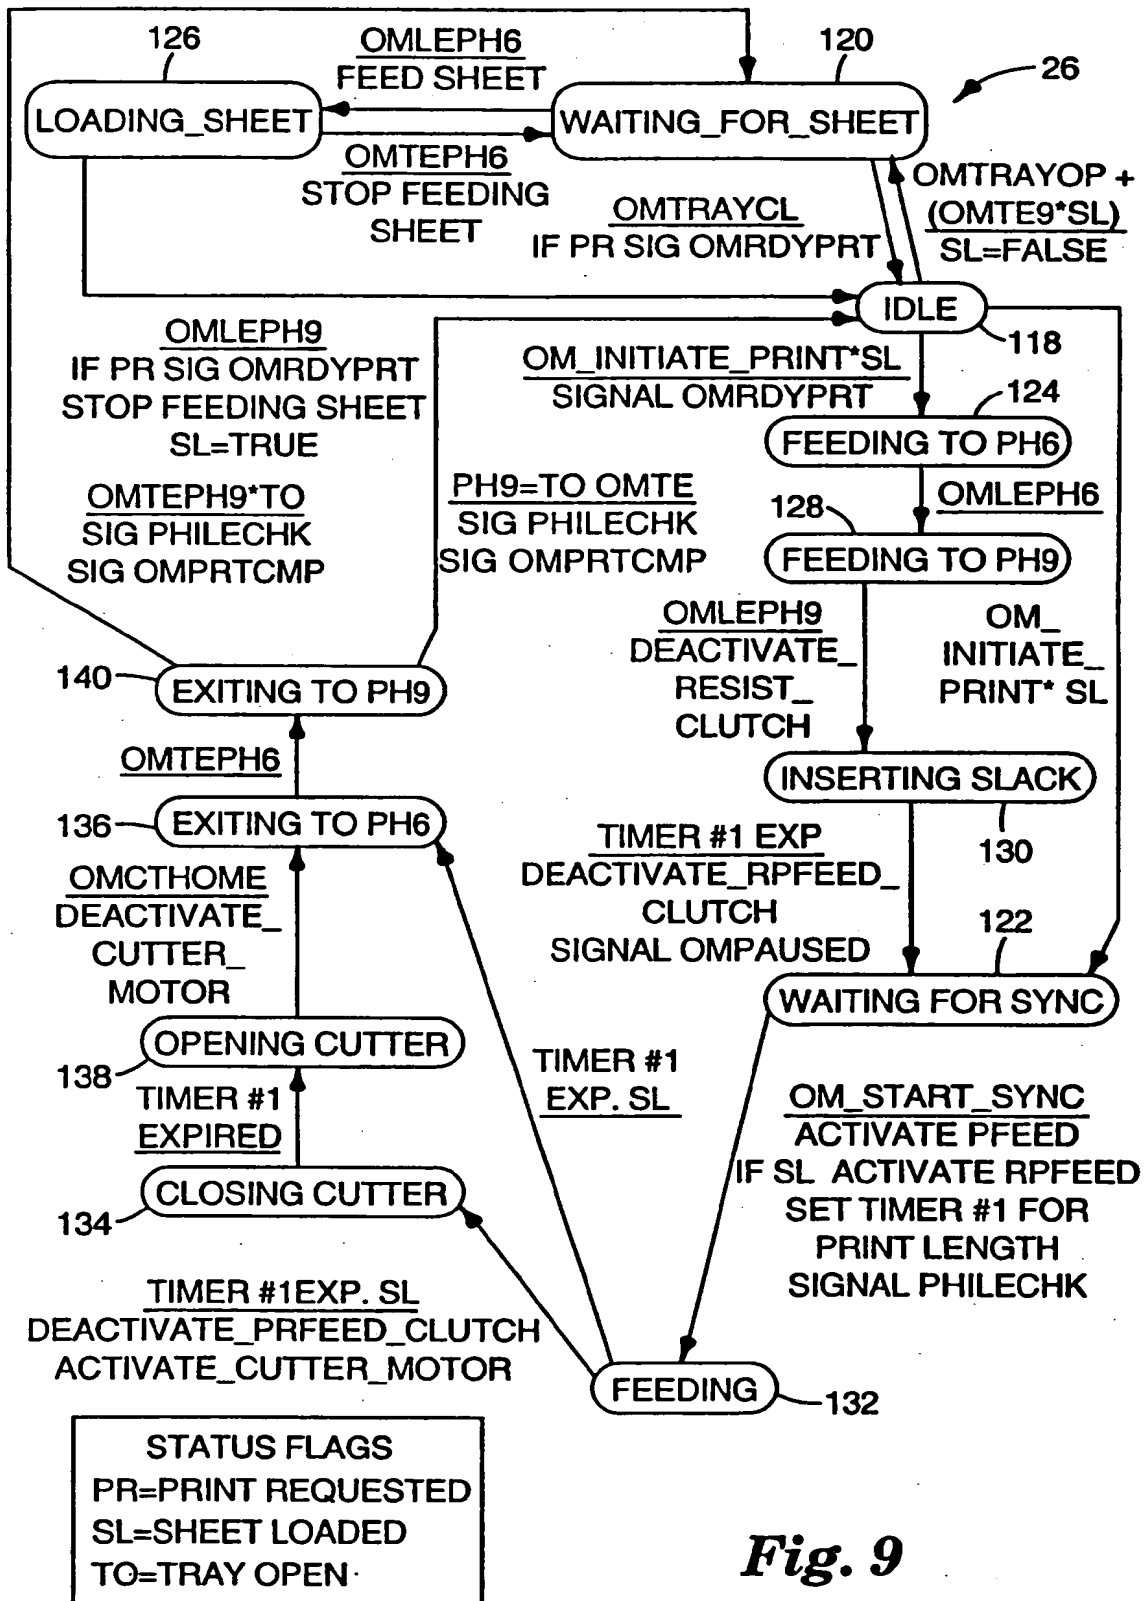 126
OMLEPH6
FEED SHEET
120
26
LOADING_SHEET
WAITING_FOR_SHEET
OMTEPH6
STOP FEEDING
SHEET
OMTRAYCL
IF PR SIG OMRDYPRT
OMTRAYOP +
(OMTE9*SL)
SL=FALSE
IDLE
118
OMLEPH9
IF PR SIG OMRDYPRT
STOP FEEDING SHEET
SL=TRUE
OM_INITIATE_PRINT*SL
SIGNAL OMRDYPRT
124
FEEDING TO PH6
OMTEPH9*TO
SIG PHILECHK
SIG OMPRTCMP
PH9=TO OMTE
SIG PHILECHK
SIG OMPRTCMP
OMLEPH6
128
FEEDING TO PH9
OMLEPH9
DEACTIVATE_
RESIST_
CLUTCH
OM_
INITIATE_
PRINT* SL
140
EXITING TO PH9
OMTEPH6
INSERTING SLACK
130
136
EXITING TO PH6
TIMER #1 EXP
DEACTIVATE_RPFEED_
CLUTCH
SIGNAL OMPAUSED
OMCTHOME
DEACTIVATE_
CUTTER_
MOTOR
122
WAITING FOR SYNC
OPENING CUTTER
138
TIMER #1
EXP. SL
TIMER #1
EXPIRED
OM_START_SYNC
ACTIVATE PFEED
IF SL ACTIVATE RPFEED
SET TIMER #1 FOR
PRINT LENGTH
SIGNAL PHILECHK
CLOSING CUTTER
134
TIMER #1EXP. SL
DEACTIVATE_PRFEED_CLUTCH
ACTIVATE_CUTTER_MOTOR
FEEDING
132
STATUS FLAGS
PR=PRINT REQUESTED
SL=SHEET LOADED
TO=TRAY OPEN
Fig. 9